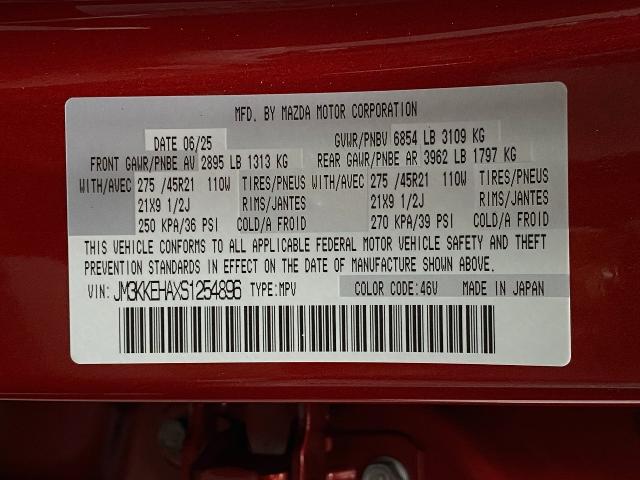 MFD. BY MAZDA MOTOR CORPORATION
DATE 06/25 GVWR/PNBV 6854 LB 3109 KG
FRONT GAWR/PNBE AV 2895 LB 1313 KG REAR GAWR/PNBE AR 3962 LB 1797 KG
WITH/AVEC 275 /45R21 110W TIRES/PNEUS WITH/AVEC 275 /45R21 110W TIRES/PNEUS
21X9 1/2J RIMS/JANTES 21X9 1/2J RIMS/JANTES
250 KPA/36 PSI COLD/A FROID 270 KPA/39 PSI COLD/A FROID
THIS VEHICLE CONFORMS TO ALL APPLICABLE FEDERAL MOTOR VEHICLE SAFETY AND THEFT
PREVENTION STANDARDS IN EFFECT ON THE DATE OF MANUFACTURE SHOWN ABOVE.
VIN: JM3KKEHAXS1254896 TYPE:MPV COLOR CODE:46V MADE IN JAPAN